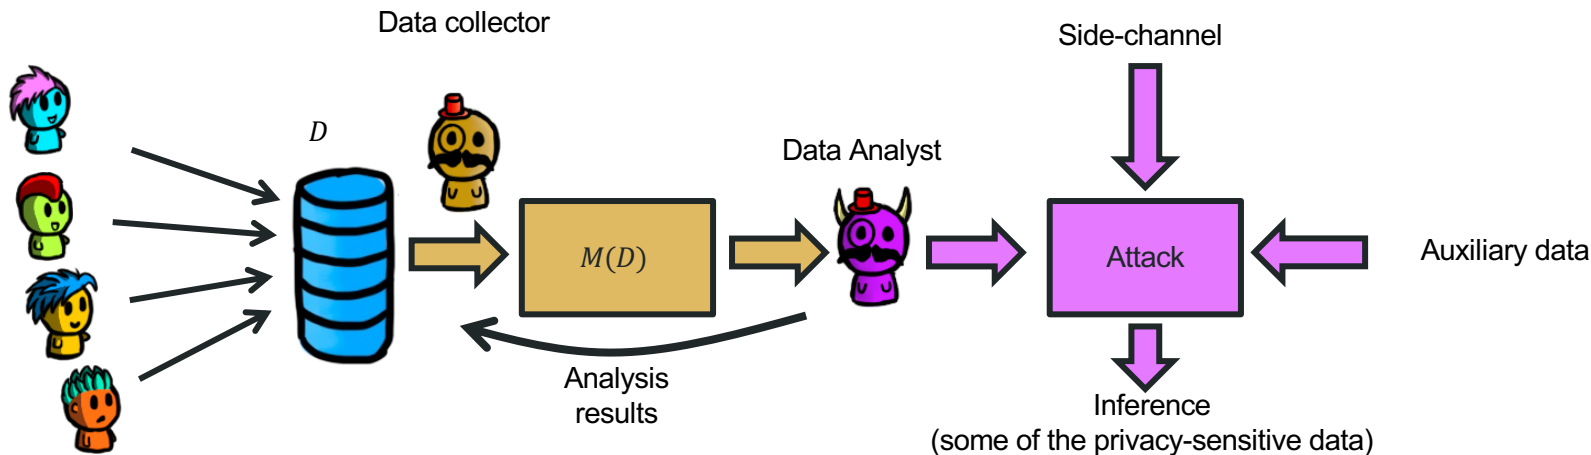 Data collector
Side-channel
D
Data Analyst
M(D)
Attack
Auxiliary data
Analysis
results
Inference
(some of the privacy-sensitive data)